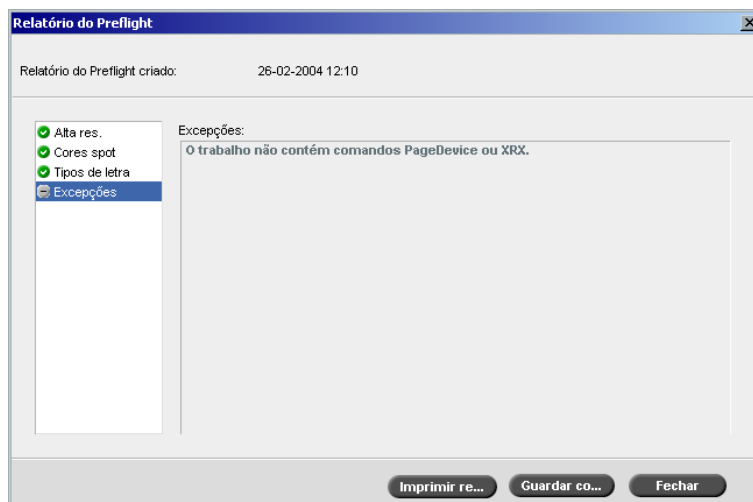 Relatório do Preflight
Relatório do Preflight criado: 26-02-2004 12:10
Alta res.
Cores spot
Tipos de letra
Excepções
Excepções:
O trabalho não contém comandos PageDevice ou XRX.
Imprimir re... Guardar co... Fechar